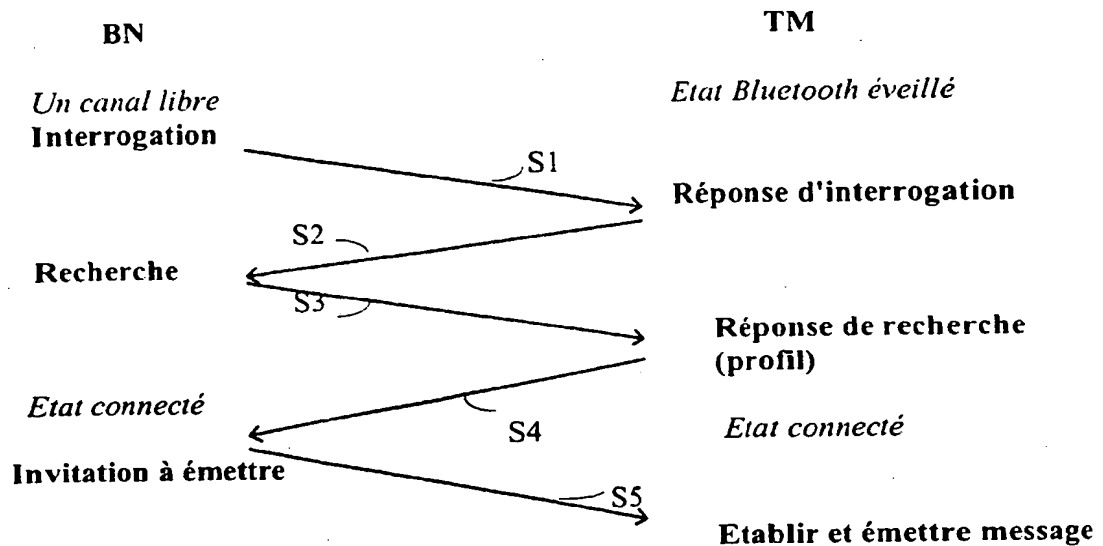 BN
TM
Un canal libre
Etat Bluetooth éveillé
Interrogation
S1
Réponse d'interrogation
S2
Recherche
S3
Réponse de recherche
(profil)
Etat connecté
S4
Etat connecté
Invitation à émettre
S5
Etablir et émettre message